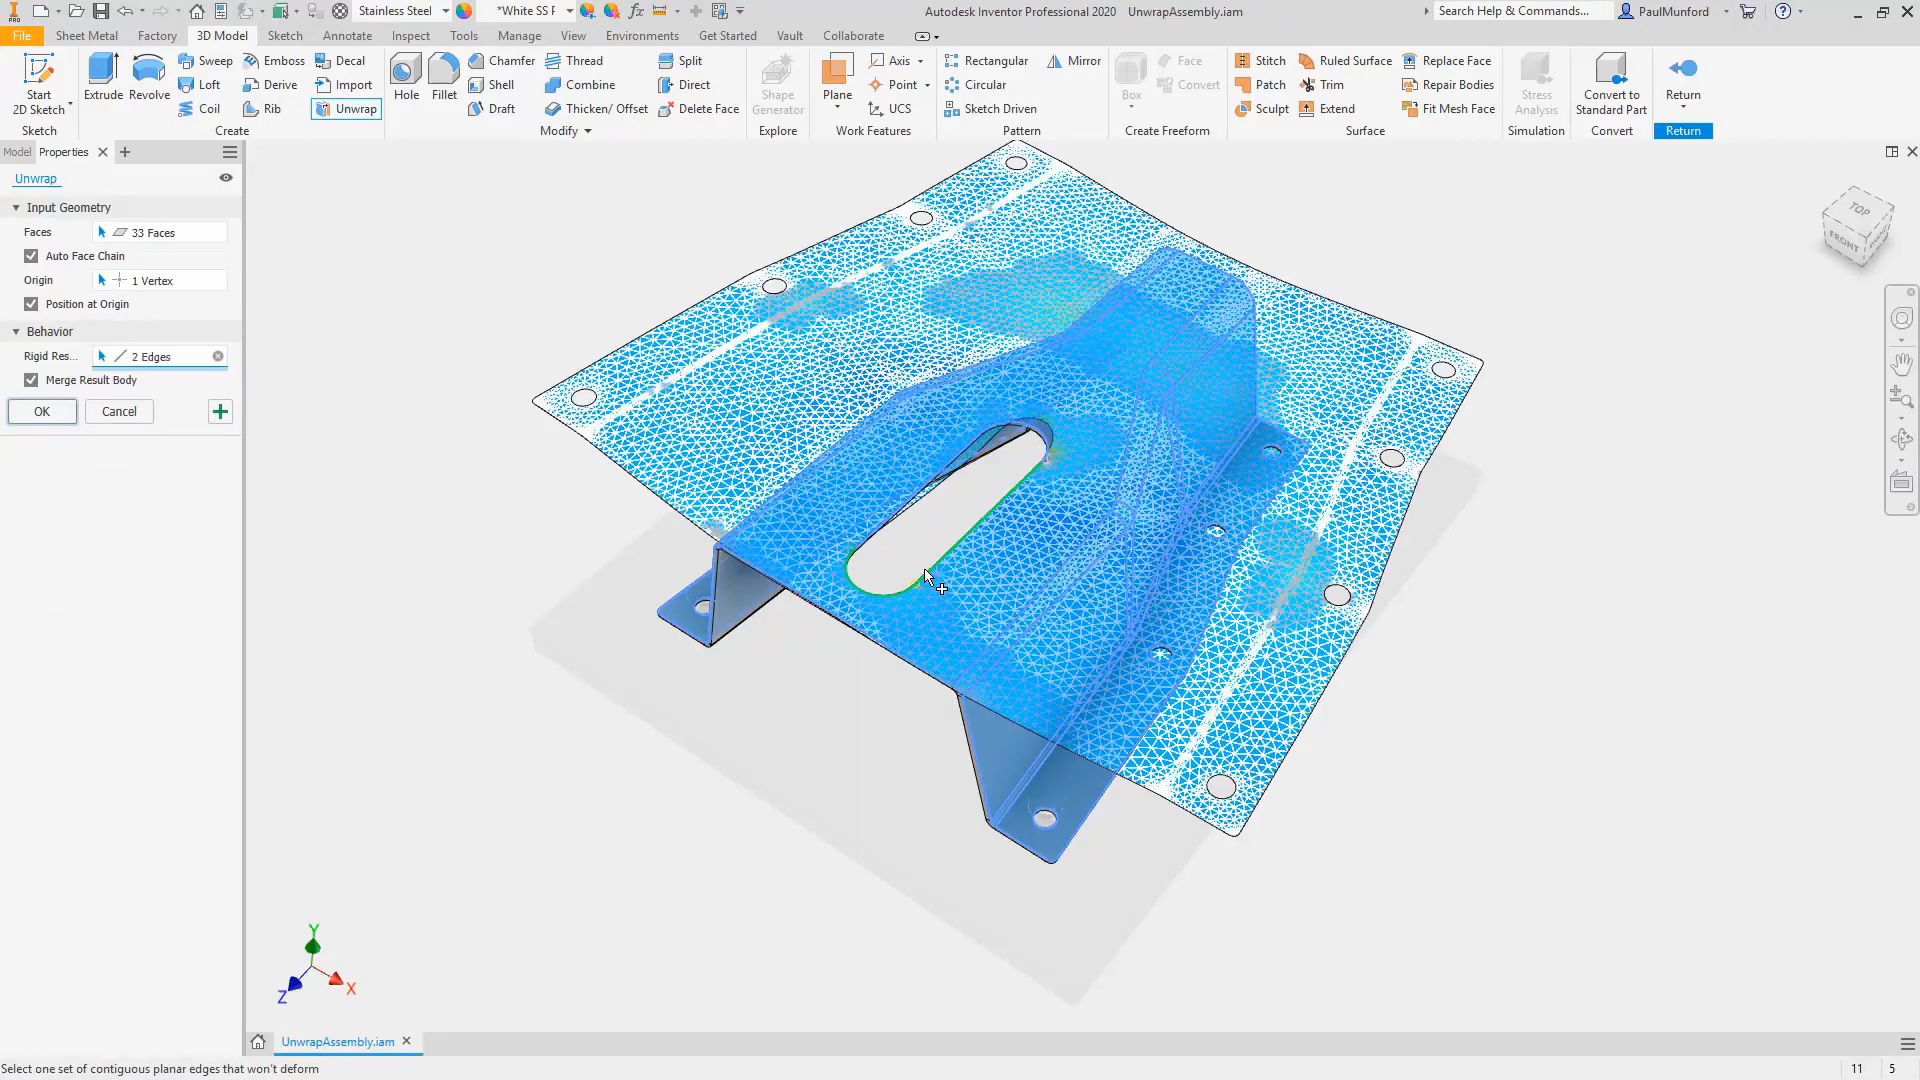 Stainless Steel
*White SS F
fx
Autodesk Inventor Professional 2020 UnwrapAssembly.iam
Search Help & Commands...
PaulMunford
PRO
File Sheet Metal Factory 3D Model Sketch Annotate Inspect Tools Manage View Environments Get Started Vault Collaborate
Start
2D Sketch
Extrude
Revolve
Sweep
Loft
Coil
Emboss
Derive
Rib
Decal
Import
Unwrap
Hole
Fillet
Chamfer
Shell
Draft
Thread
Combine
Thicken/ Offset
Split
Direct
Delete Face
Shape
Generator
Plane
Axis
Point
UCS
Rectangular
Circular
Sketch Driven
Mirror
Box
Face
Convert
Stitch
Patch
Sculpt
Ruled Surface
Trim
Extend
Replace Face
Repair Bodies
Fit Mesh Face
Stress
Analysis
Convert to
Standard Part
Return
Sketch Create Modify Explore Work Features Pattern Create Freeform Surface Simulation Convert Return
Model Properties
Unwrap
Input Geometry
Faces 33 Faces
Auto Face Chain
Origin 1 Vertex
Position at Origin
Behavior
Rigid Res... 2 Edges
Merge Result Body
OK Cancel
TOP
FRONT
Y
Z
X
UnwrapAssembly.iam
Select one set of contiguous planar edges that won't deform
11 5